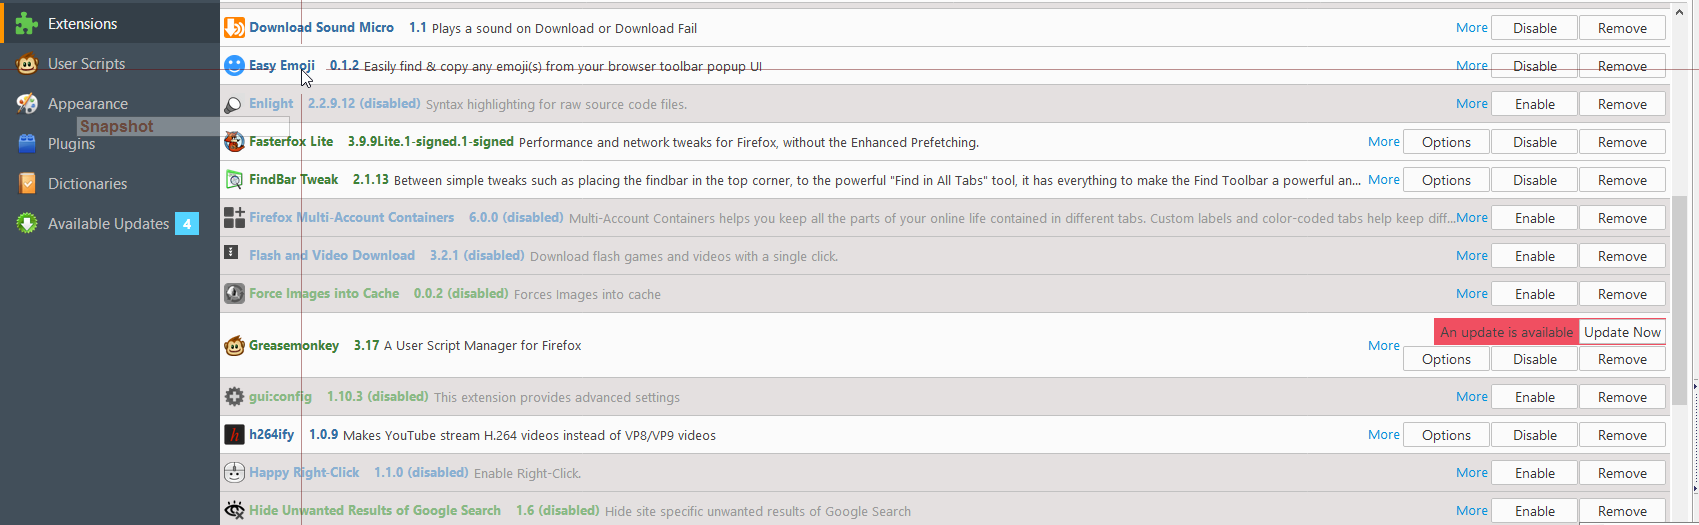 Extensions
User Scripts
Appearance
Snapshot
Plugins
Dictionaries
Available Updates 4
Download Sound Micro 1.1 Plays a sound on Download or Download Fail More Disable Remove
Easy Emoji 0.1.2 Easily find & copy any emoji(s) from your browser toolbar popup UI More Disable Remove
Enlight 2.2.9.12 (disabled) Syntax highlighting for raw source code files. More Enable Remove
Fasterfox Lite 3.9.9Lite.1-signed.1-signed Performance and network tweaks for Firefox, without the Enhanced Prefetching. More Options Disable Remove
FindBar Tweak 2.1.13 Between simple tweaks such as placing the findbar in the top corner, to the powerful "Find in All Tabs" tool, it has everything to make the Find Toolbar a powerful an... More Options Disable Remove
Firefox Multi-Account Containers 6.0.0 (disabled) Multi-Account Containers helps you keep all the parts of your online life contained in different tabs. Custom labels and color-coded tabs help keep diff... More Enable Remove
Flash and Video Download 3.2.1 (disabled) Download flash games and videos with a single click. More Enable Remove
Force Images into Cache 0.0.2 (disabled) Forces Images into cache More Enable Remove
An update is available Update Now
Greasemonkey 3.17 A User Script Manager for Firefox More
Options Disable Remove
gui:config 1.10.3 (disabled) This extension provides advanced settings More Enable Remove
h264ify 1.0.9 Makes YouTube stream H.264 videos instead of VP8/VP9 videos More Options Disable Remove
Happy Right-Click 1.1.0 (disabled) Enable Right-Click. More Enable Remove
Hide Unwanted Results of Google Search 1.6 (disabled) Hide site specific unwanted results of Google Search More Enable Remove